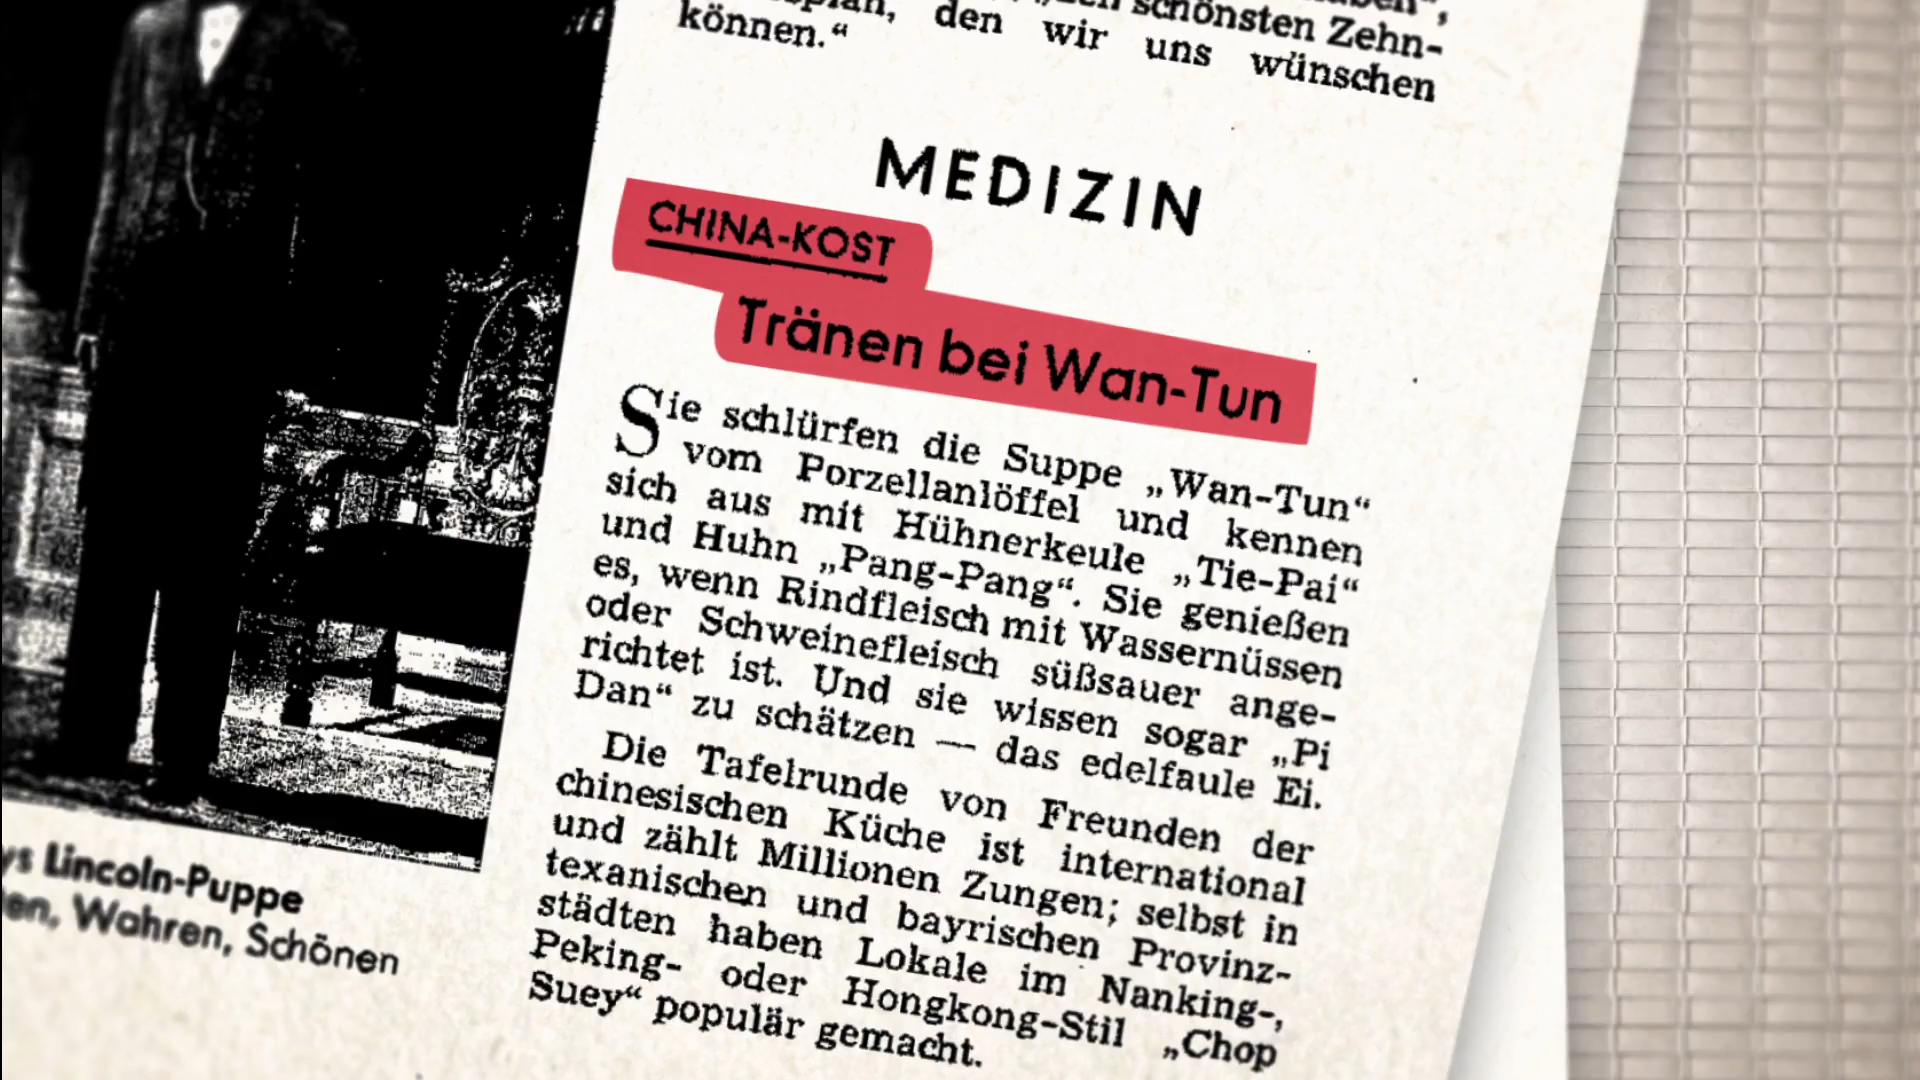 schönsten Zehn-
den wir uns wünschen
können.“
MEDIZIN
CHINA-KOST
Tränen bei Wan-Tun
Sie schlürfen die Suppe „Wan-Tun“
vom Porzellanlöffel und kennen
sich aus mit Hühnerkeule „Tie-Pai“
und Huhn „Pang-Pang“. Sie genießen
es, wenn Rindfleisch mit Wassernüssen
oder Schweinefleisch süßsauer ange-
richtet ist. Und sie wissen sogar „Pi
Dan“ zu schätzen — das edelfaule Ei.
Die Tafelrunde von Freunden der
chinesischen Küche ist international
und zählt Millionen Zungen; selbst in
texanischen und bayrischen Provinz-
städten haben Lokale im Nanking-,
Peking- oder Hongkong-Stil „Chop
Suey“ populär gemacht.
Lincoln-Puppe
Wahren, Schönen